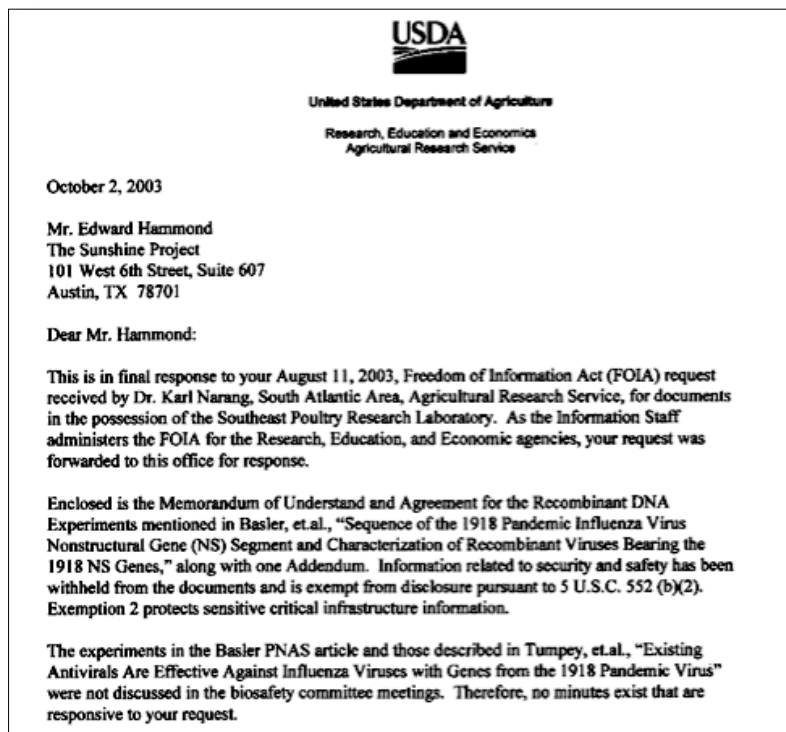 USDA
United States Department of Agriculture
Research, Education and Economics
Agricultural Research Service
October 2, 2003
Mr. Edward Hammond
The Sunshine Project
101 West 6th Street, Suite 607
Austin, TX 78701
Dear Mr. Hammond:
This is in final response to your August 11, 2003, Freedom of Information Act (FOIA) request
received by Dr. Karl Narang, South Atlantic Area, Agricultural Research Service, for documents
in the possession of the Southeast Poultry Research Laboratory. As the Information Staff
administers the FOIA for the Research, Education, and Economic agencies, your request was
forwarded to this office for response.
Enclosed is the Memorandum of Understand and Agreement for the Recombinant DNA
Experiments mentioned in Basler, et.al., “Sequence of the 1918 Pandemic Influenza Virus
Nonstructural Gene (NS) Segment and Characterization of Recombinant Viruses Bearing the
1918 NS Genes,” along with one Addendum. Information related to security and safety has been
withheld from the documents and is exempt from disclosure pursuant to 5 U.S.C. 552 (b)(2).
Exemption 2 protects sensitive critical infrastructure information.
The experiments in the Basler PNAS article and those described in Tumpey, et.al., “Existing
Antivirals Are Effective Against Influenza Viruses with Genes from the 1918 Pandemic Virus”
were not discussed in the biosafety committee meetings. Therefore, no minutes exist that are
responsive to your request.